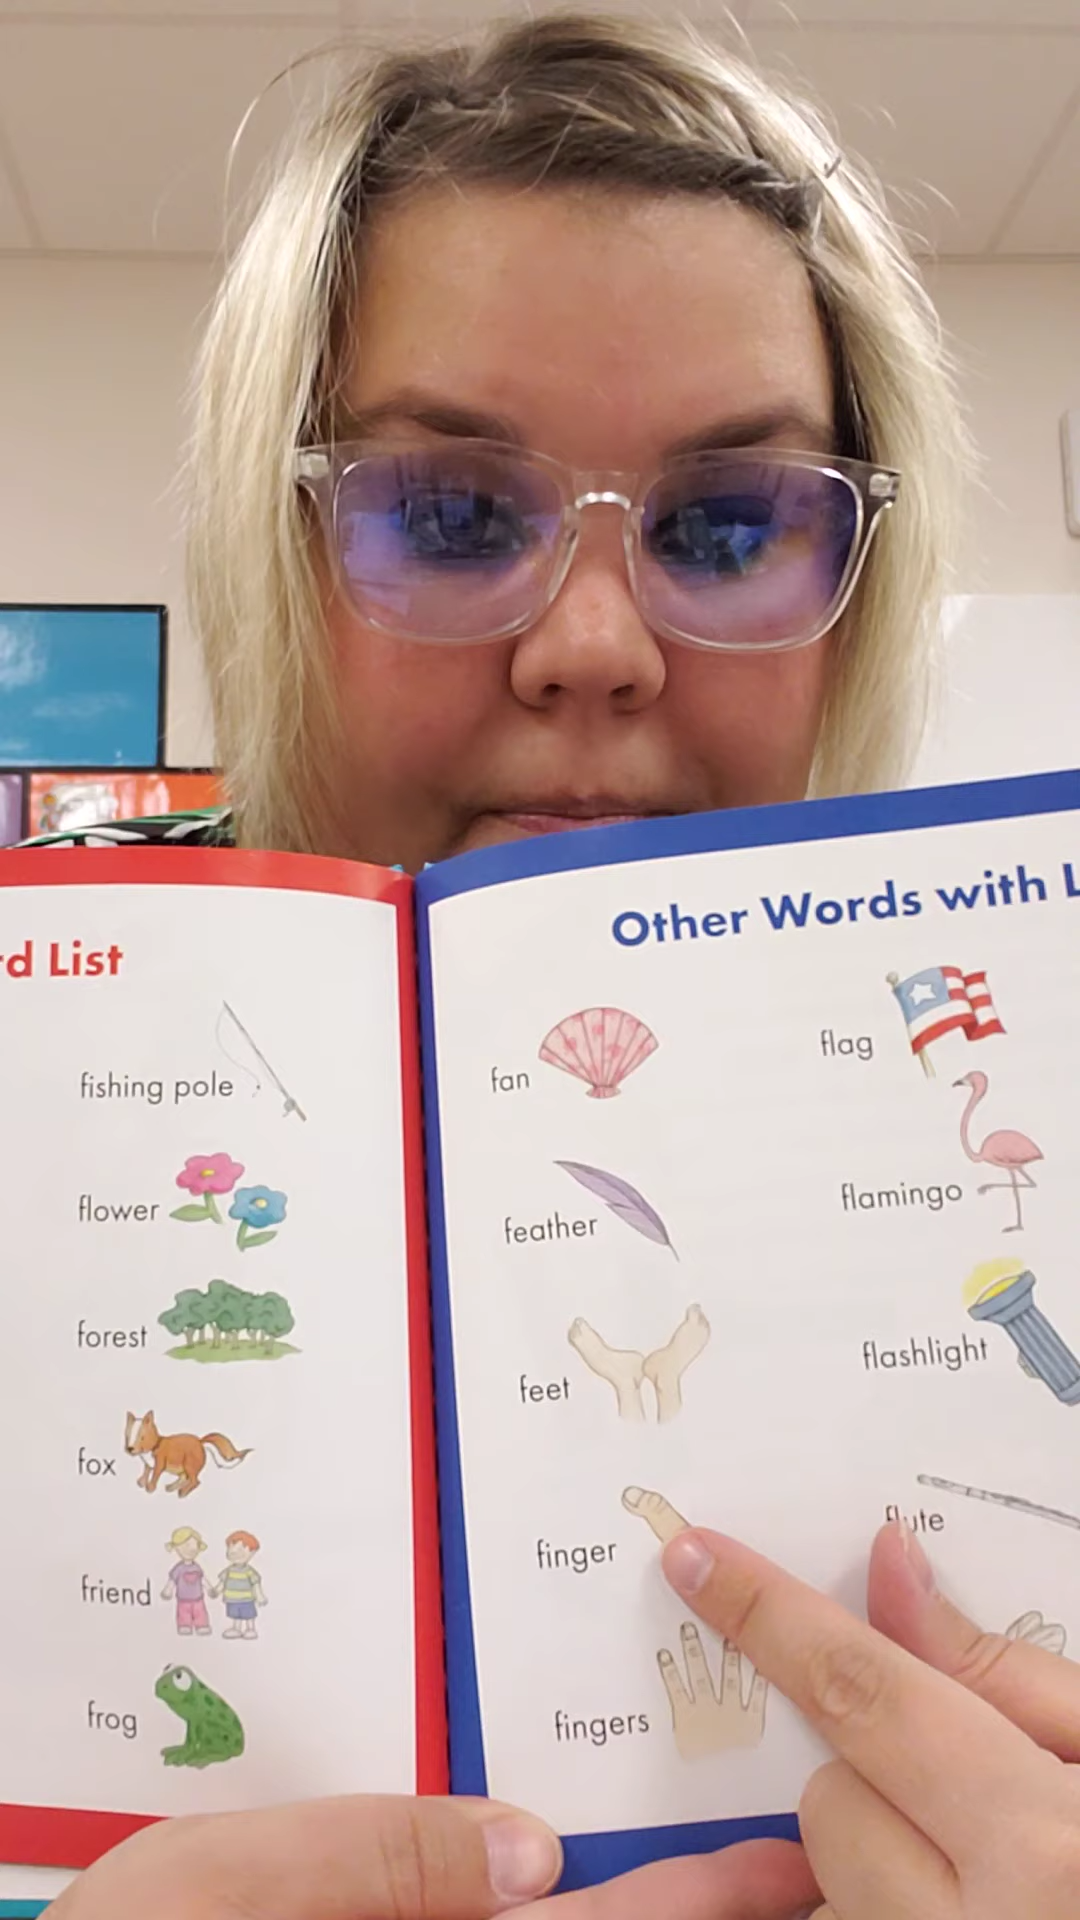 rd List
fishing pole
flower
forest
fox
friend
frog
Other Words with L
fan
feather
feet
finger
fingers
flag
flamingo
flashlight
flute